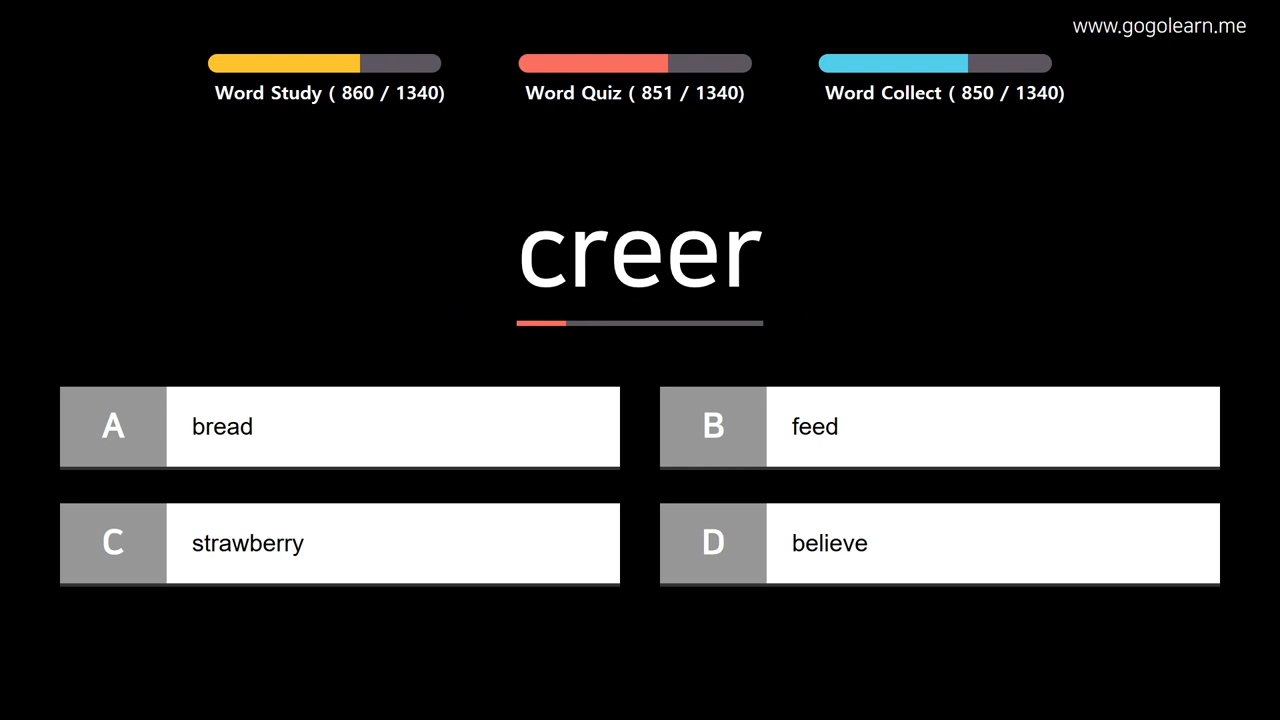 www.gogolearn.me
Word Study ( 860 / 1340)
Word Quiz ( 851 / 1340)
Word Collect ( 850 / 1340)
creer
A bread
B feed
C strawberry
D believe